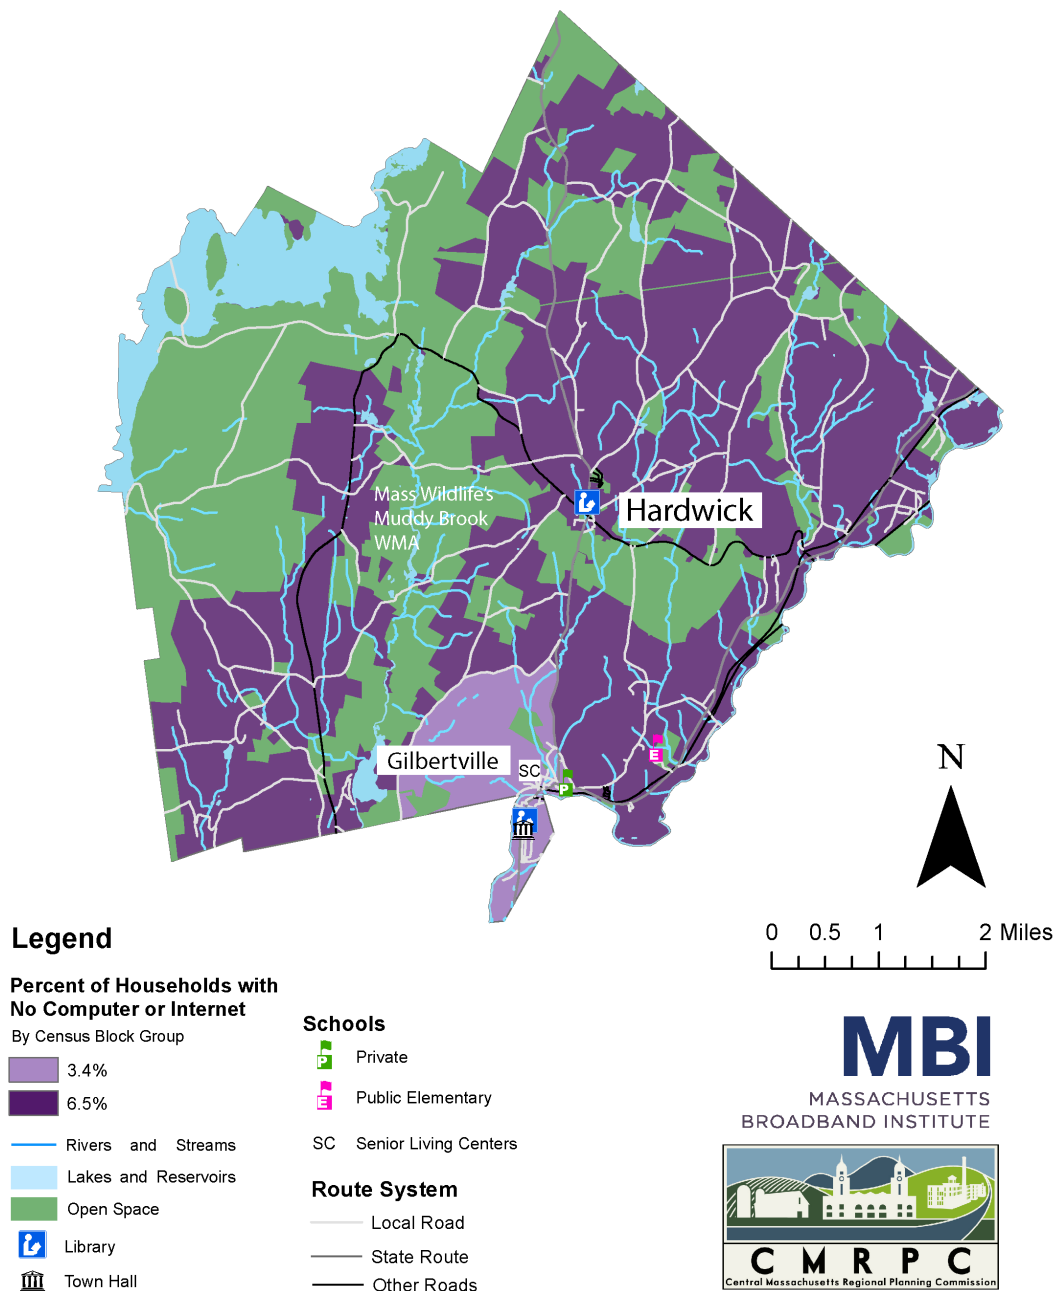 Mass Wildlife's
Muddy Brook
WMA
Hardwick
Gilbertville
SC
P
E
N
0 0.5 1 2 Miles
Legend
Percent of Households with
No Computer or Internet
By Census Block Group
3.4%
6.5%
Rivers and Streams
Lakes and Reservoirs
Open Space
Library
Town Hall
Schools
P Private
E Public Elementary
SC Senior Living Centers
Route System
Local Road
State Route
Other Roads
MBI
MASSACHUSETTS
BROADBAND INSTITUTE
CMRPC
Central Massachusetts Regional Planning Commission